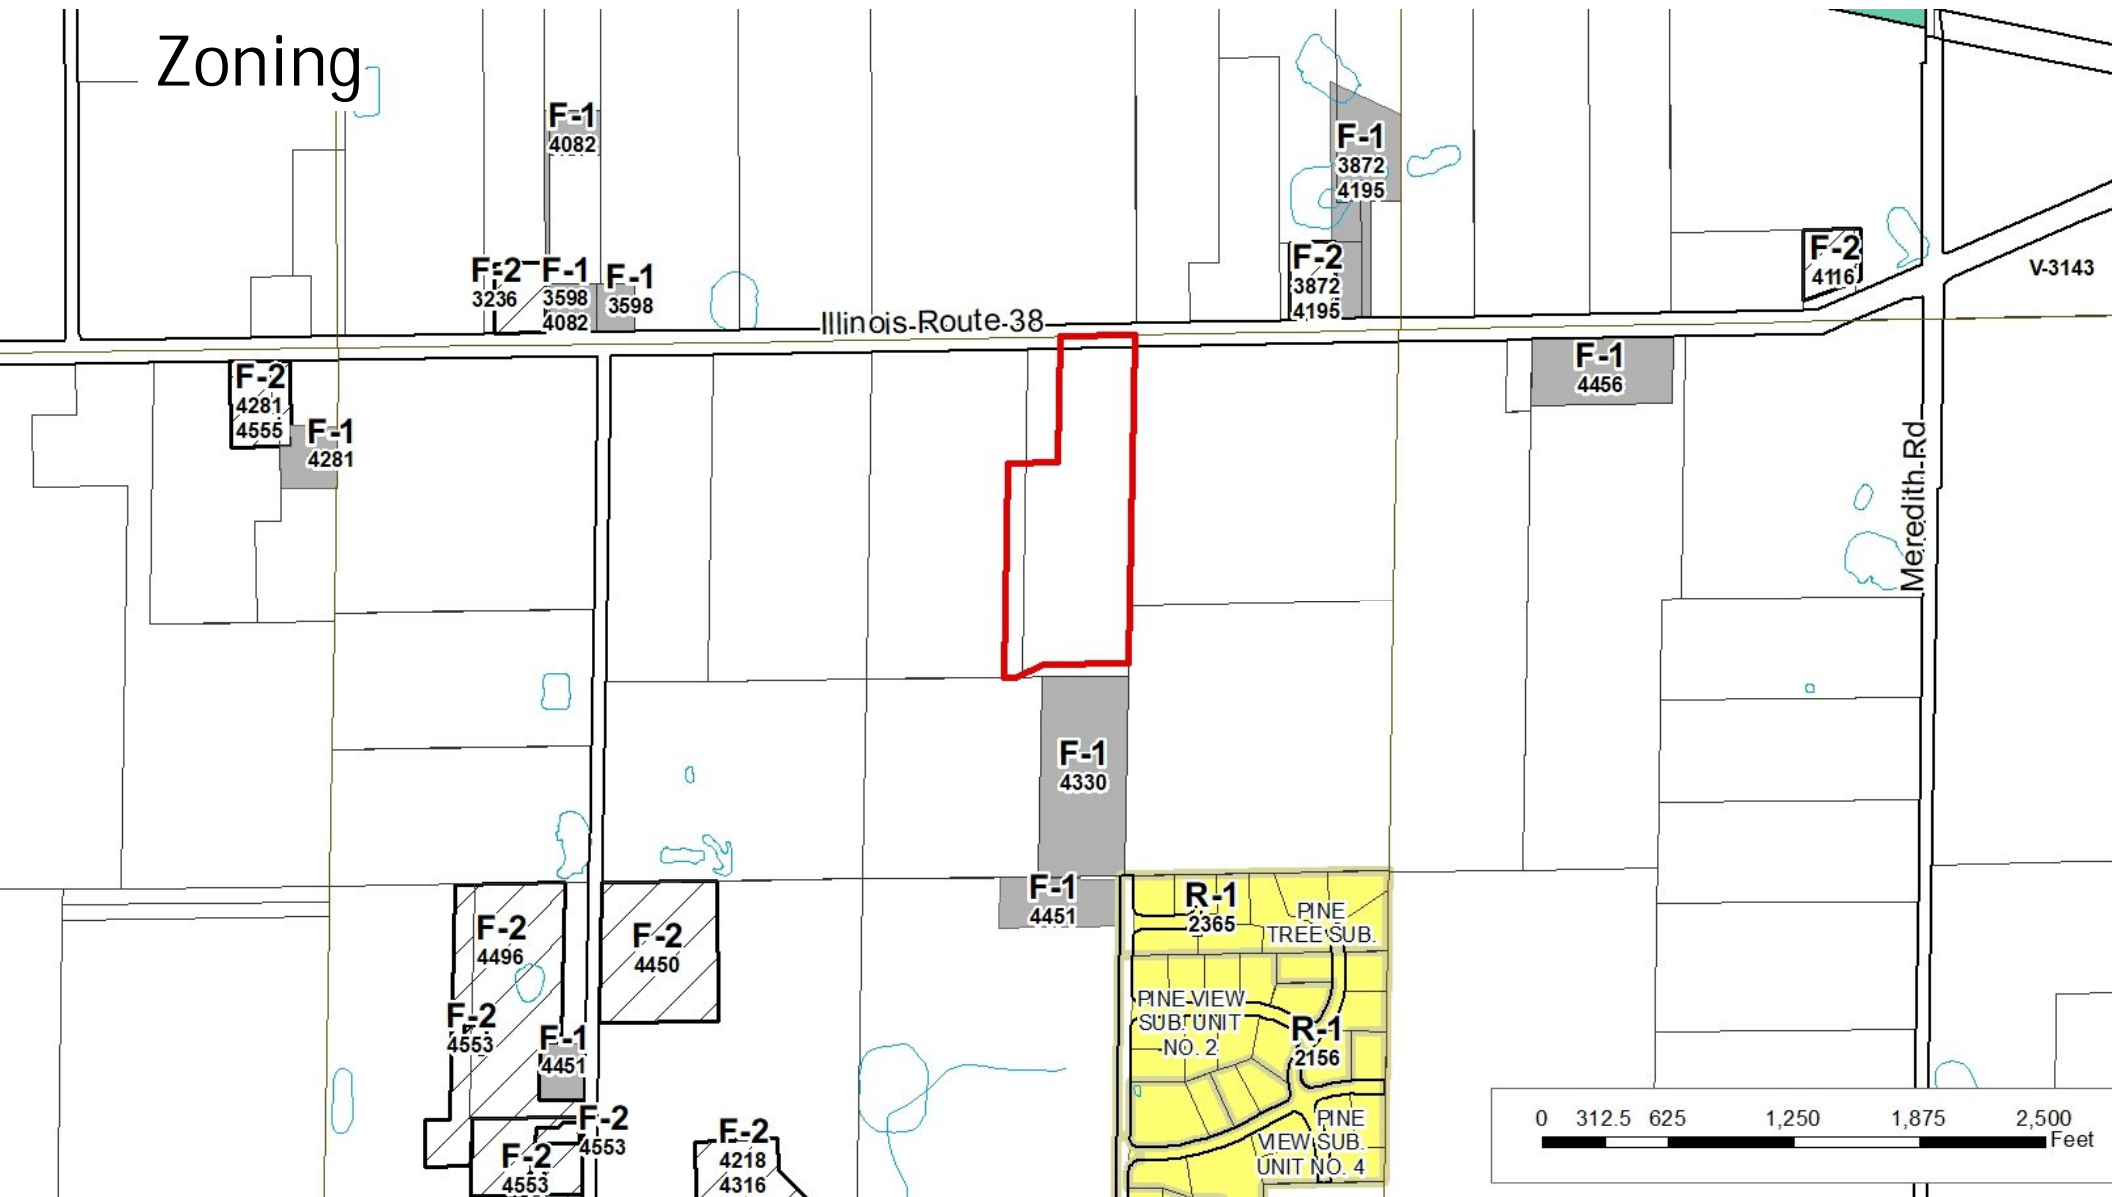 Zoning
F-1
4082
F-1
3872
4195
F-2
3236
F-1
3598
4082
F-1
3598
F-2
3872
4195
F-2
4116
V-3143
Illinois Route 38
F-2
4281
4555
F-1
4281
F-1
4456
Meredith Rd
F-1
4330
F-1
4451
R-1
2365
PINE
TREE SUB.
F-2
4496
F-2
4450
F-2
4553
F-1
4451
PINE VIEW
SUB. UNIT
NO. 2
R-1
2156
F-2
4553
F-2
4553
F-2
4218
4316
PINE
VIEW SUB.
UNIT NO. 4
0 312.5 625 1,250 1,875 2,500
Feet